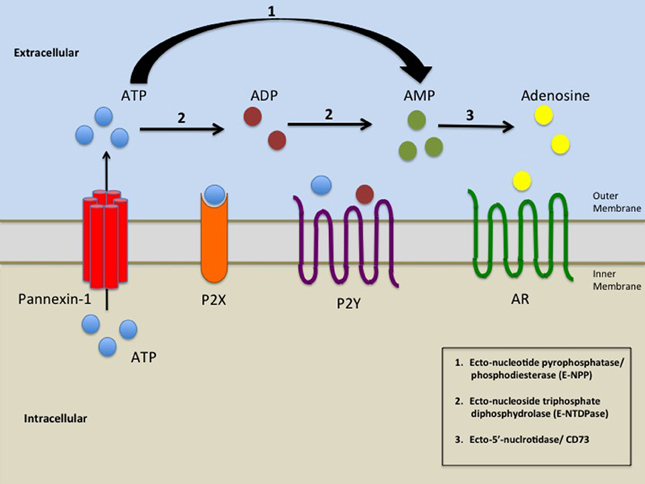 1
Extracellular
ATP
ADP
AMP
Adenosine
2
2
3
Outer
Membrane
Inner
Membrane
Pannexin-1
P2X
P2Y
AR
ATP
Intracellular
1. Ecto-nucleotide pyrophosphatase/
phosphodiesterase (E-NPP)
2. Ecto-nucleoside triphosphate
diphosphydrolase (E-NTDPase)
3. Ecto-5'-nuclrotidase/ CD73